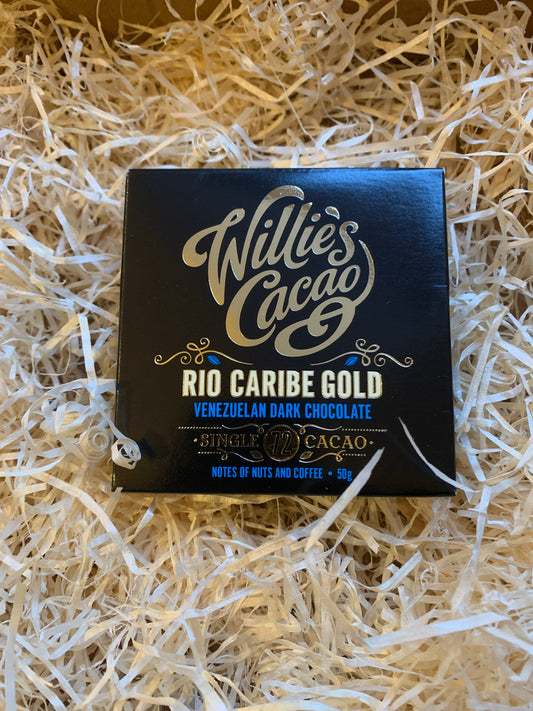 Willie's
Cacao
RIO CARIBE GOLD
VENEZUELAN DARK CHOCOLATE
SINGLE 72 CACAO
NOTES OF NUTS AND COFFEE • 50g